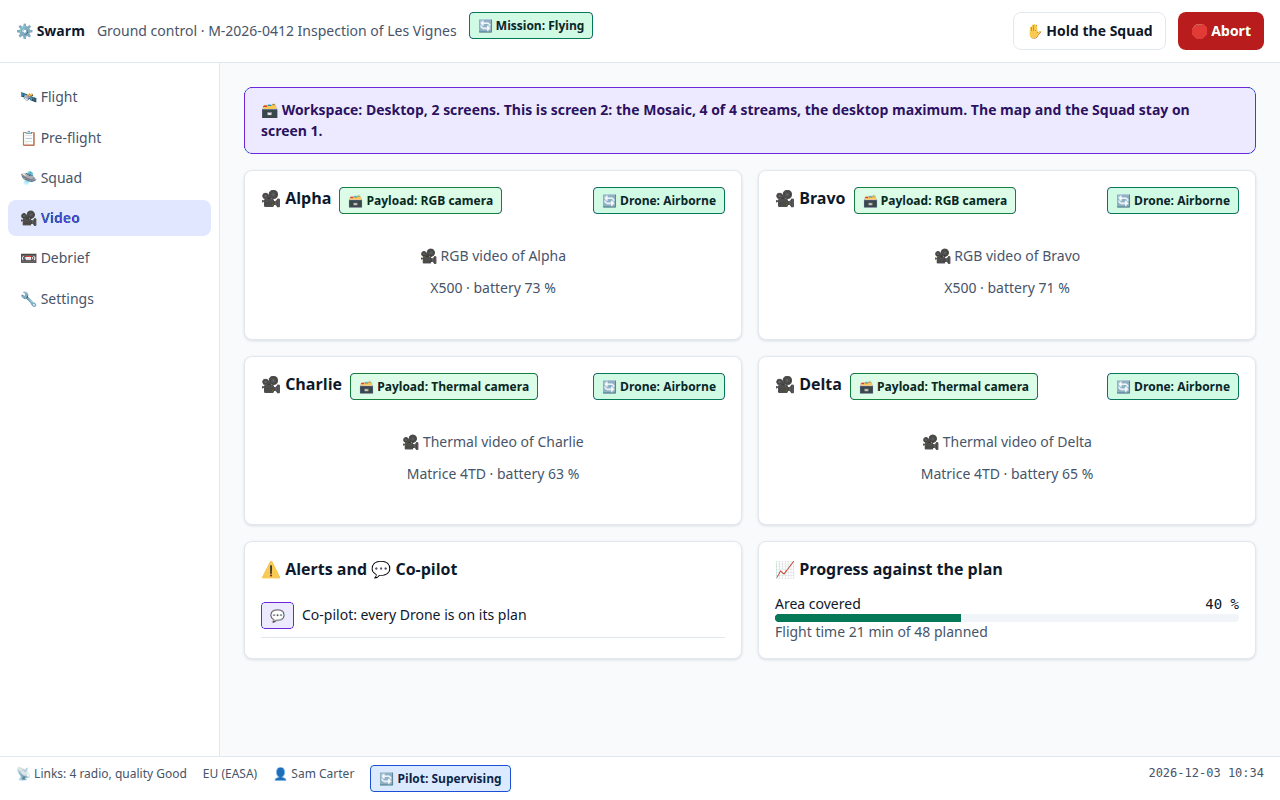 ⚙️ Swarm Ground control · M-2026-0412 Inspection of Les Vignes 🔄 Mission: Flying ✋ Hold the Squad 🛑 Abort
🛰️ Flight
📋 Pre-flight
🛸 Squad
🎥 Video
📼 Debrief
🔧 Settings
🗃️ Workspace: Desktop, 2 screens. This is screen 2: the Mosaic, 4 of 4 streams, the desktop maximum. The map and the Squad stay on
screen 1.
🎥 Alpha 🗃️ Payload: RGB camera 🔄 Drone: Airborne
🎥 RGB video of Alpha
X500 · battery 73 %
🎥 Bravo 🗃️ Payload: RGB camera 🔄 Drone: Airborne
🎥 RGB video of Bravo
X500 · battery 71 %
🎥 Charlie 🗃️ Payload: Thermal camera 🔄 Drone: Airborne
🎥 Thermal video of Charlie
Matrice 4TD · battery 63 %
🎥 Delta 🗃️ Payload: Thermal camera 🔄 Drone: Airborne
🎥 Thermal video of Delta
Matrice 4TD · battery 65 %
⚠️ Alerts and 💬 Co-pilot
💬 Co-pilot: every Drone is on its plan
📈 Progress against the plan
Area covered 40 %
Flight time 21 min of 48 planned
📡 Links: 4 radio, quality Good EU (EASA) 👤 Sam Carter 🔄 Pilot: Supervising 2026-12-03 10:34